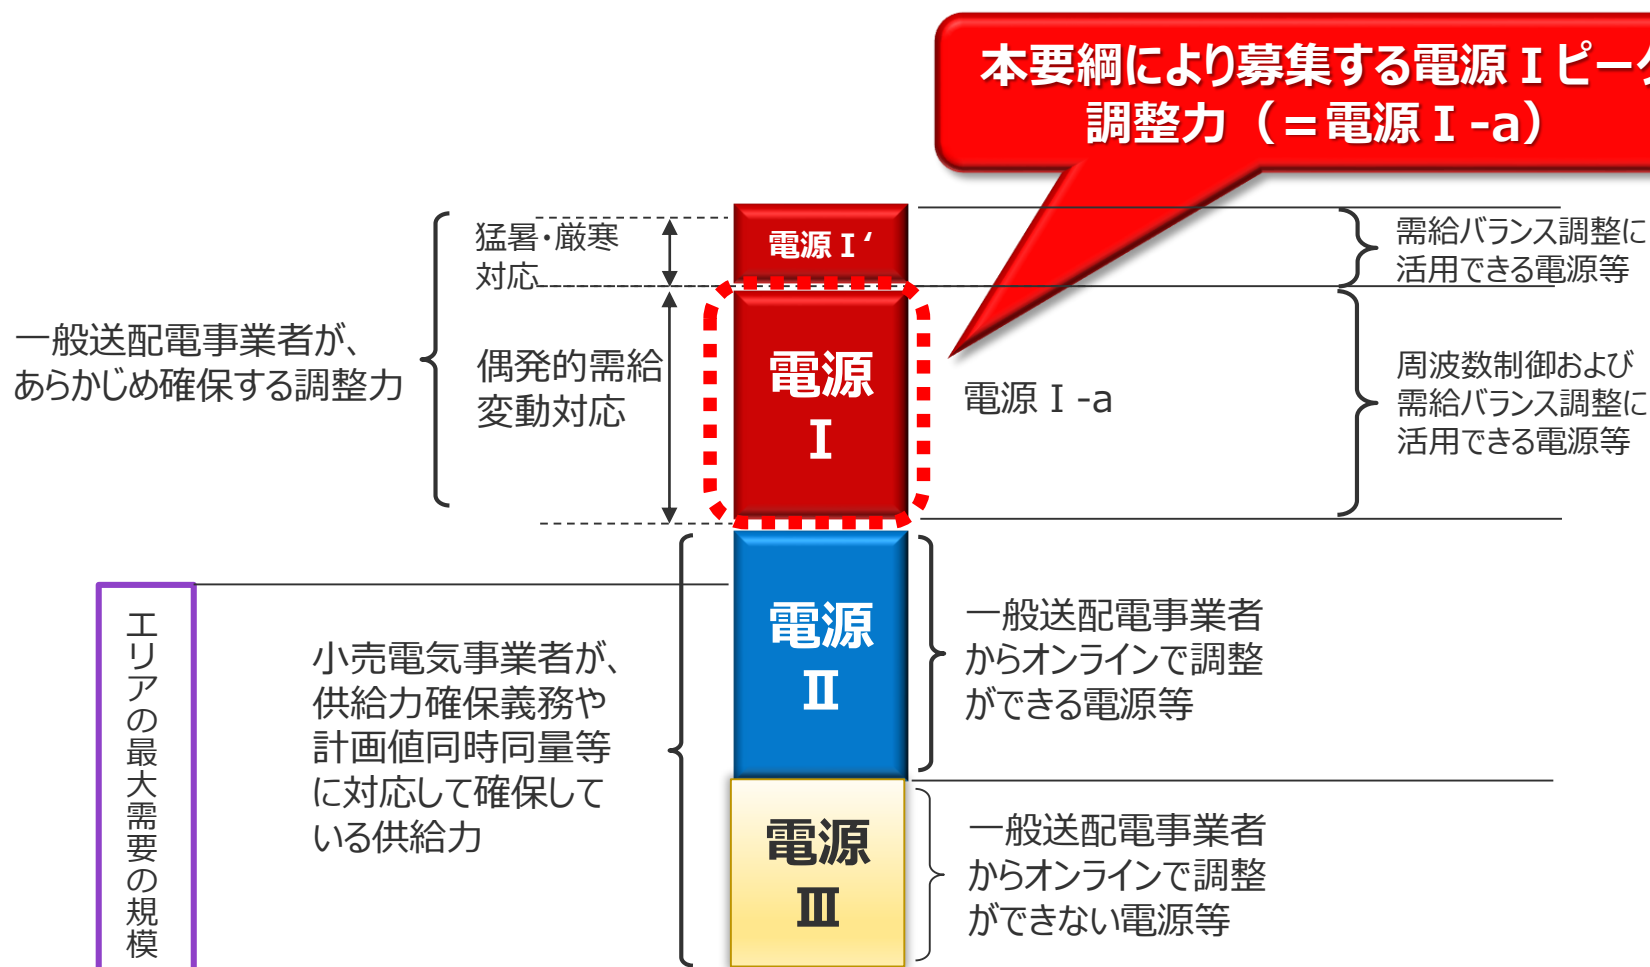 本要綱により募集する電源Ⅰピーク
調整力（＝電源Ⅰ-a）
電源Ⅰ‘
猛暑・厳寒
対応
需給バランス調整に
活用できる電源等
一般送配電事業者が、
あらかじめ確保する調整力
偶発的需給
変動対応
電源
Ⅰ
電源Ⅰ-a
周波数制御および
需給バランス調整に
活用できる電源等
エリアの最大需要の規模
小売電気事業者が、
供給力確保義務や
計画値同時同量等
に対応して確保して
いる供給力
電源
Ⅱ
一般送配電事業者
からオンラインで調整
ができる電源等
電源
Ⅲ
一般送配電事業者
からオンラインで調整
ができない電源等